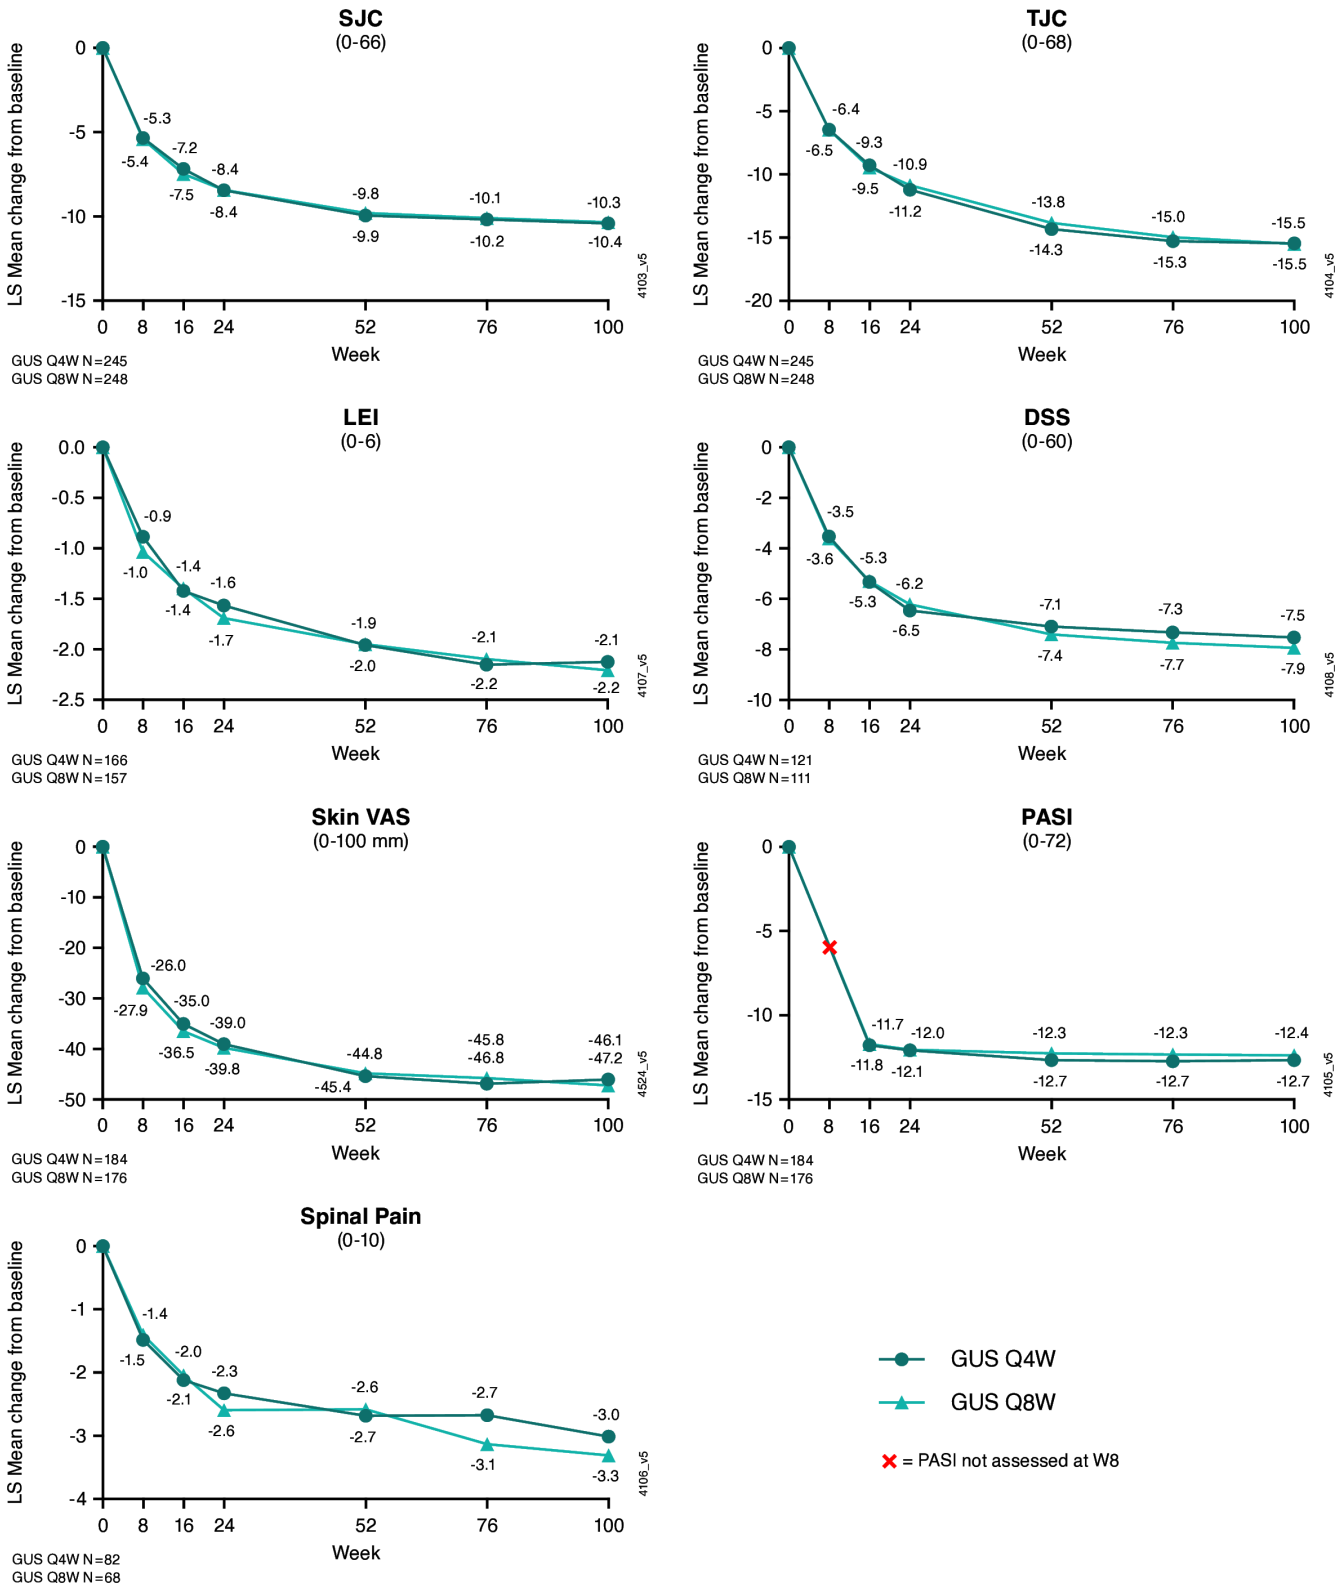 SJC
(0-66)
LS Mean change from baseline
0
-5
-10
-15
-5.3
-7.2
-8.4
-9.8
-10.1
-10.3
-5.4
-7.5
-8.4
-9.9
-10.2
-10.4
0 8 16 24 52 76 100
Week
4103_v5
GUS Q4W N=245
GUS Q8W N=248
TJC
(0-68)
LS Mean change from baseline
0
-5
-10
-15
-20
-6.4
-9.3
-10.9
-13.8
-15.0
-15.5
-6.5
-9.5
-11.2
-14.3
-15.3
-15.5
0 8 16 24 52 76 100
Week
4104_v5
GUS Q4W N=245
GUS Q8W N=248
LEI
(0-6)
LS Mean change from baseline
0.0
-0.5
-1.0
-1.5
-2.0
-2.5
-0.9
-1.4
-1.6
-1.9
-2.1
-2.1
-1.0
-1.4
-1.7
-2.0
-2.2
-2.2
0 8 16 24 52 76 100
Week
4107_v5
GUS Q4W N=166
GUS Q8W N=157
DSS
(0-60)
LS Mean change from baseline
0
-2
-4
-6
-8
-10
-3.5
-5.3
-6.2
-7.1
-7.3
-7.5
-3.6
-5.3
-6.5
-7.4
-7.7
-7.9
0 8 16 24 52 76 100
Week
4108_v5
GUS Q4W N=121
GUS Q8W N=111
Skin VAS
(0-100 mm)
LS Mean change from baseline
0
-10
-20
-30
-40
-50
-26.0
-35.0
-39.0
-44.8
-45.8
-46.1
-27.9
-36.5
-39.8
-45.4
-46.8
-47.2
0 8 16 24 52 76 100
Week
4524_v5
GUS Q4W N=184
GUS Q8W N=176
PASI
(0-72)
LS Mean change from baseline
0
-5
-10
-15
-11.7
-12.0
-12.3
-12.3
-12.4
-11.8
-12.1
-12.7
-12.7
-12.7
0 8 16 24 52 76 100
Week
4105_v5
GUS Q4W N=184
GUS Q8W N=176
Spinal Pain
(0-10)
LS Mean change from baseline
0
-1
-2
-3
-4
-1.4
-2.0
-2.3
-2.6
-2.7
-3.0
-1.5
-2.1
-2.6
-2.7
-3.1
-3.3
0 8 16 24 52 76 100
Week
4106_v5
GUS Q4W N=82
GUS Q8W N=68
GUS Q4W
GUS Q8W
= PASI not assessed at W8